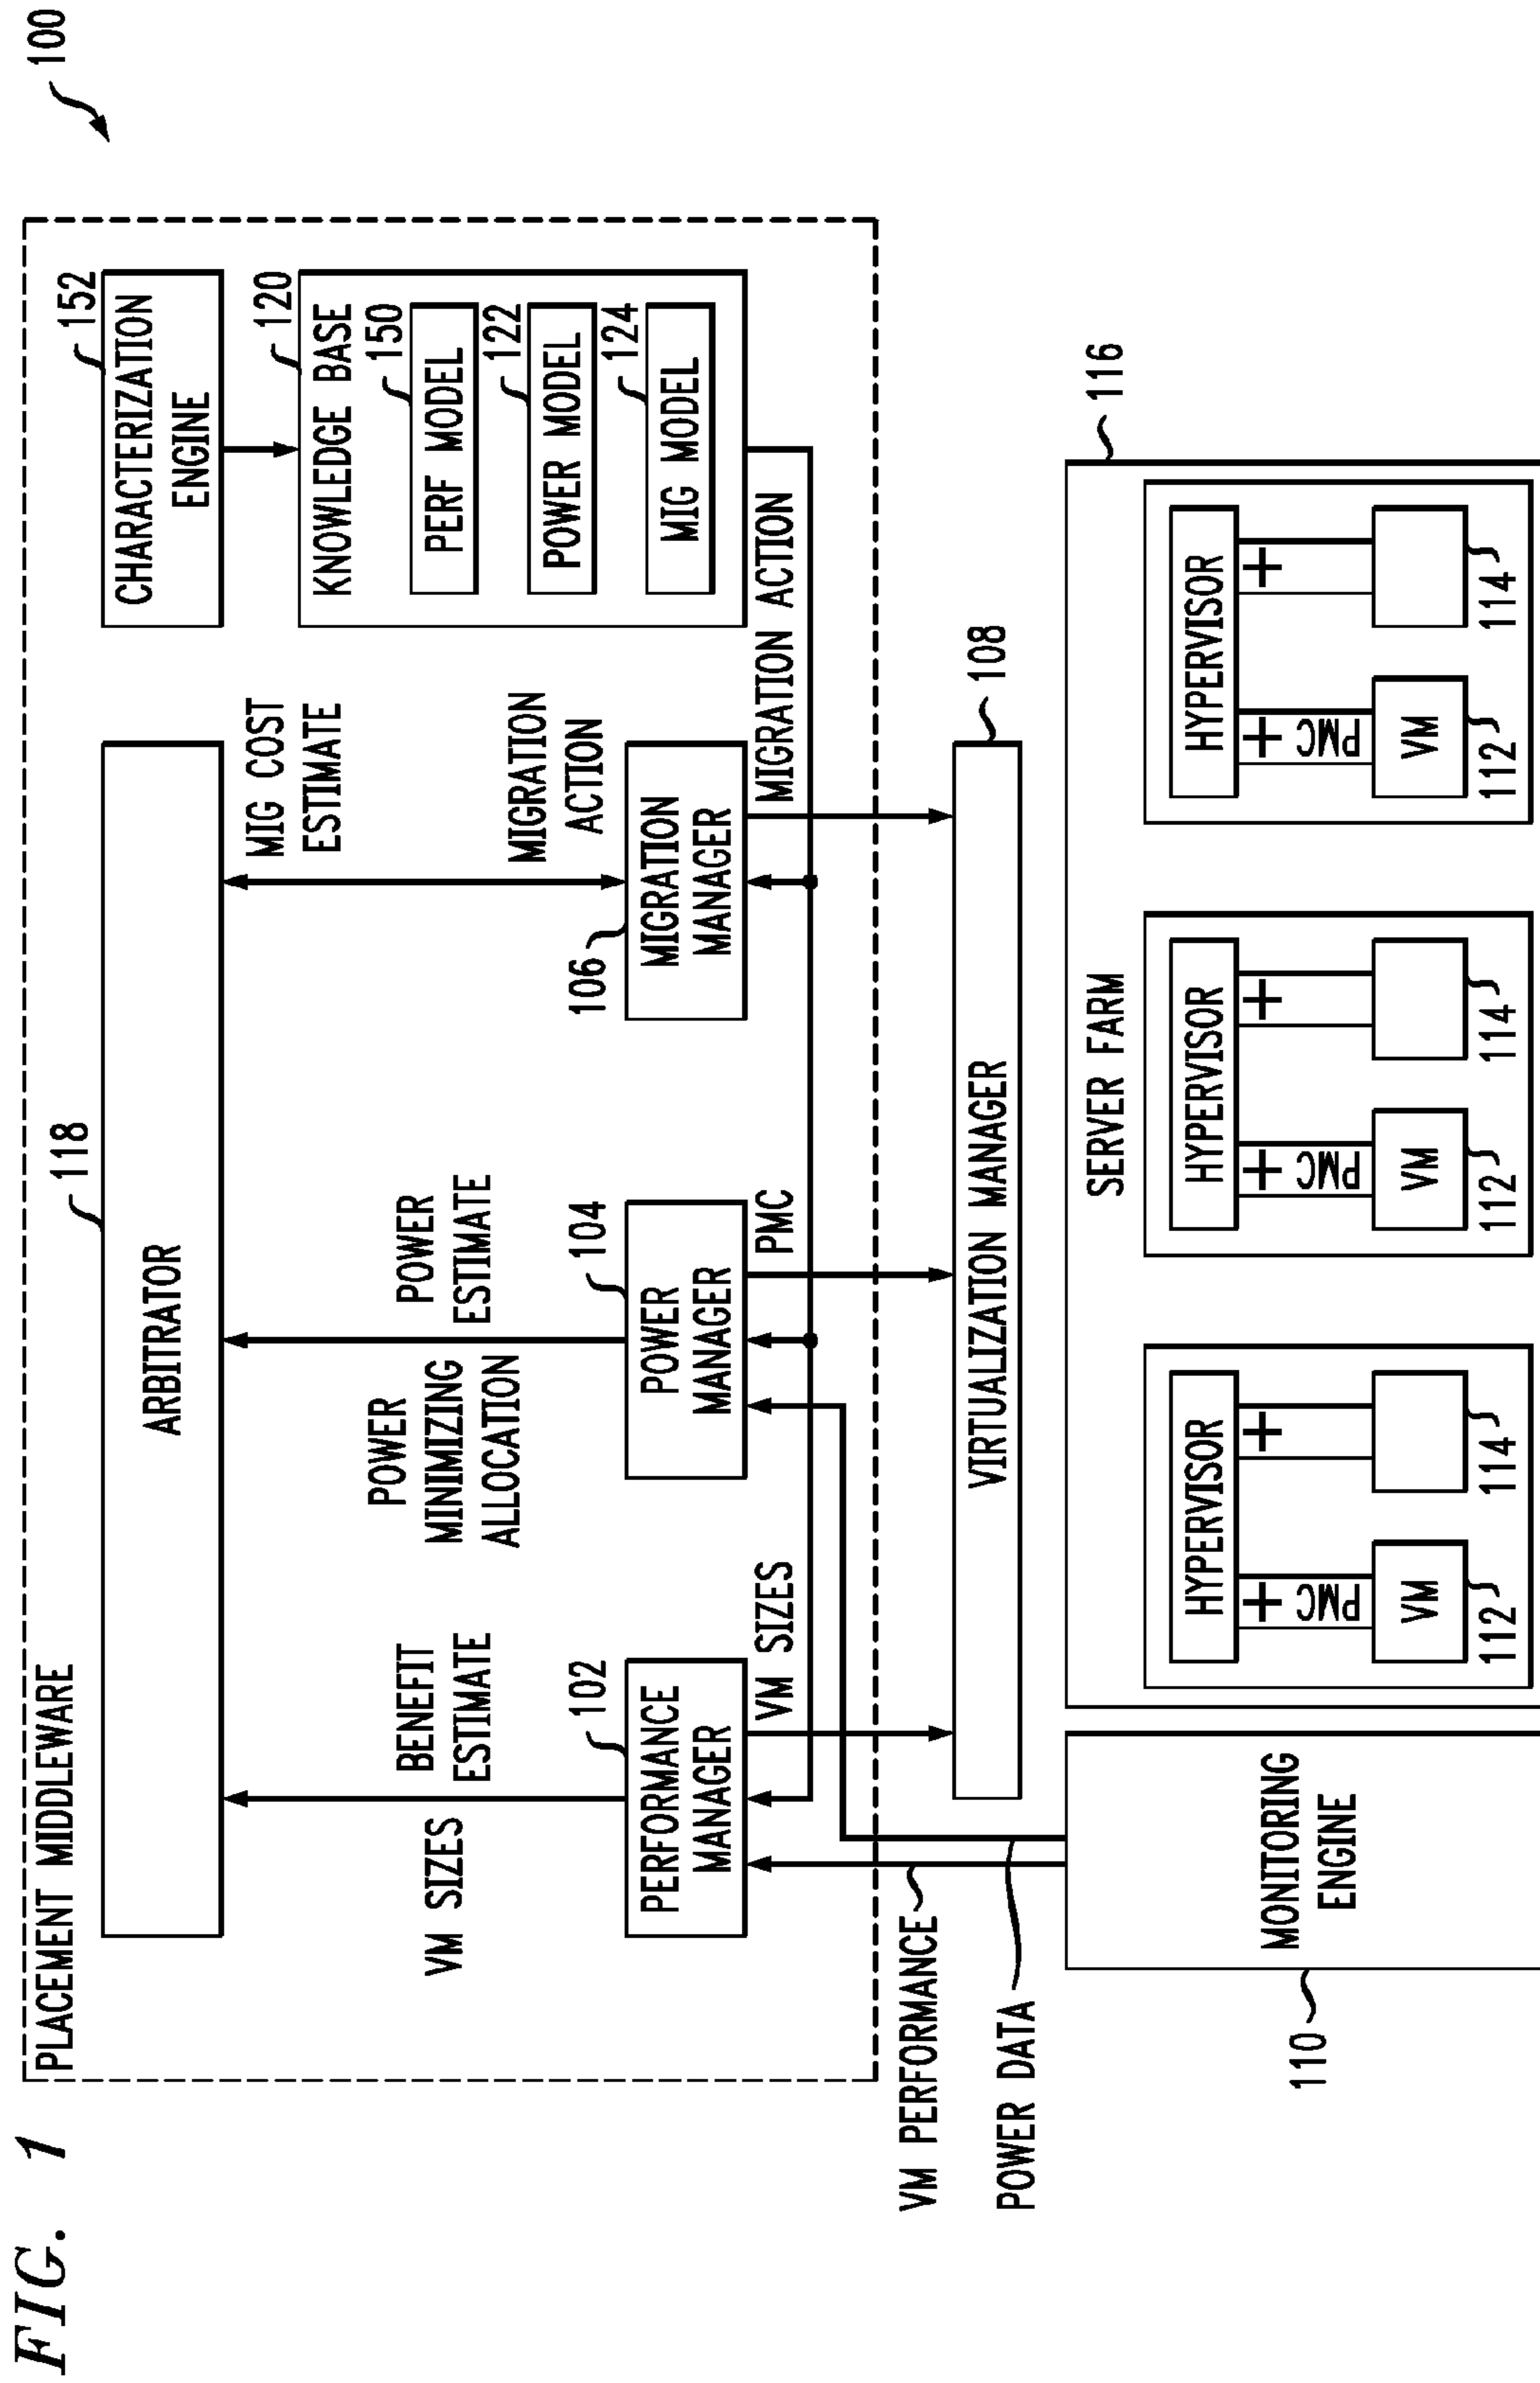 FIG. 1
100
PLACEMENT MIDDLEWARE
118
ARBITRATOR
152
CHARACTERIZATION
ENGINE
120
KNOWLEDGE BASE
150
PERF MODEL
122
POWER MODEL
124
MIG MODEL
VM SIZES
BENEFIT
ESTIMATE
POWER
MINIMIZING
ALLOCATION
POWER
ESTIMATE
MIG COST
ESTIMATE
MIGRATION
ACTION
102
PERFORMANCE
MANAGER
104
POWER
MANAGER
106
MIGRATION
MANAGER
VM SIZES
PMC
MIGRATION ACTION
VM PERFORMANCE
POWER DATA
108
VIRTUALIZATION MANAGER
110
MONITORING
ENGINE
116
SERVER FARM
HYPERVISOR
+
+
PMC
VM
112
114
HYPERVISOR
+
+
PMC
VM
112
114
HYPERVISOR
+
+
PMC
VM
112
114